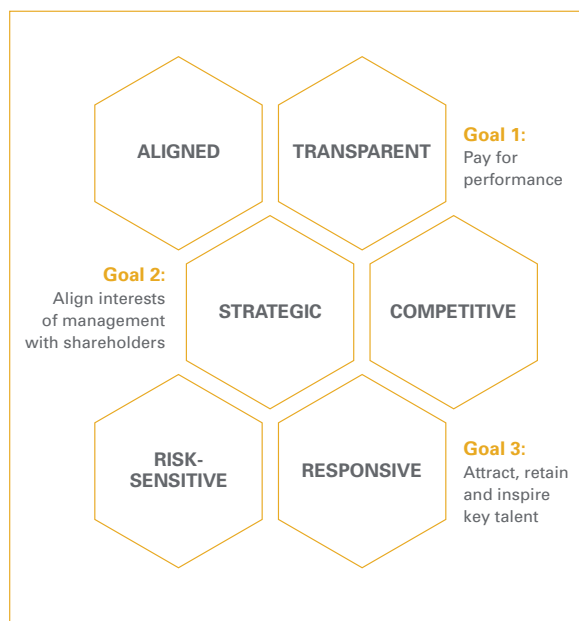 ALIGNED
TRANSPARENT
Goal 1:
Pay for
performance
Goal 2:
Align interests
of management
with shareholders
STRATEGIC
COMPETITIVE
RISK-
SENSITIVE
RESPONSIVE
Goal 3:
Attract, retain
and inspire
key talent